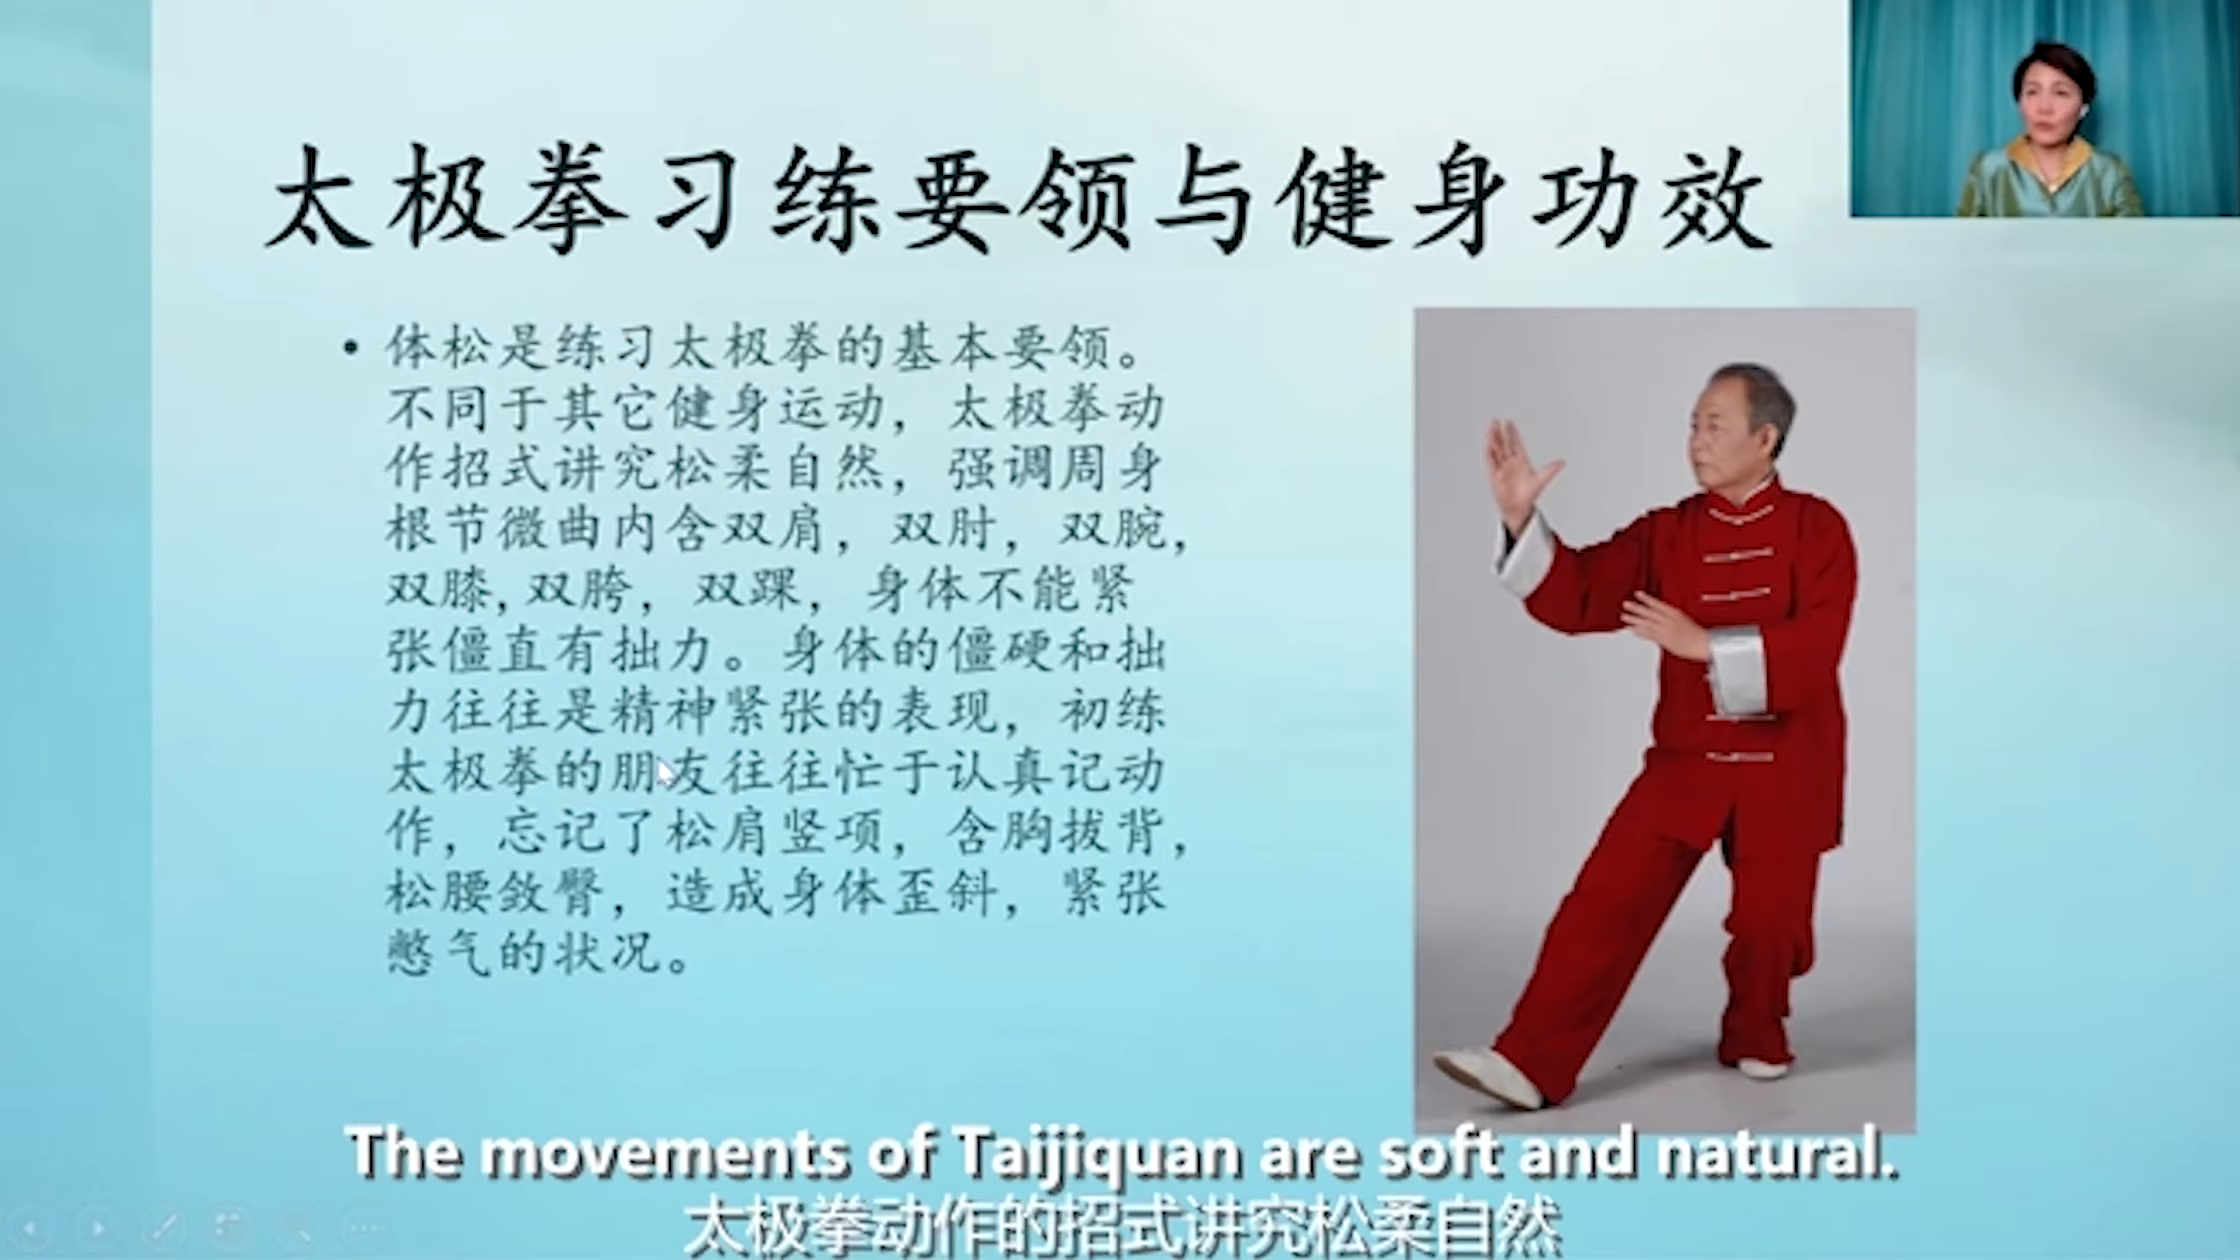 太极拳习练要领与健身功效
• 体松是练习太极拳的基本要领。
不同于其它健身运动，太极拳动
作招式讲究松柔自然，强调周身
根节微曲内含双肩，双肘，双腕，
双膝,双胯，双踝，身体不能紧
张僵直有拙力。身体的僵硬和拙
力往往是精神紧张的表现，初练
太极拳的朋友往往忙于认真记动
作，忘记了松肩竖项，含胸拔背，
松腰敛臀，造成身体歪斜，紧张
憋气的状况。
The movements of Taijiquan are soft and natural.
太极拳动作的招式讲究松柔自然